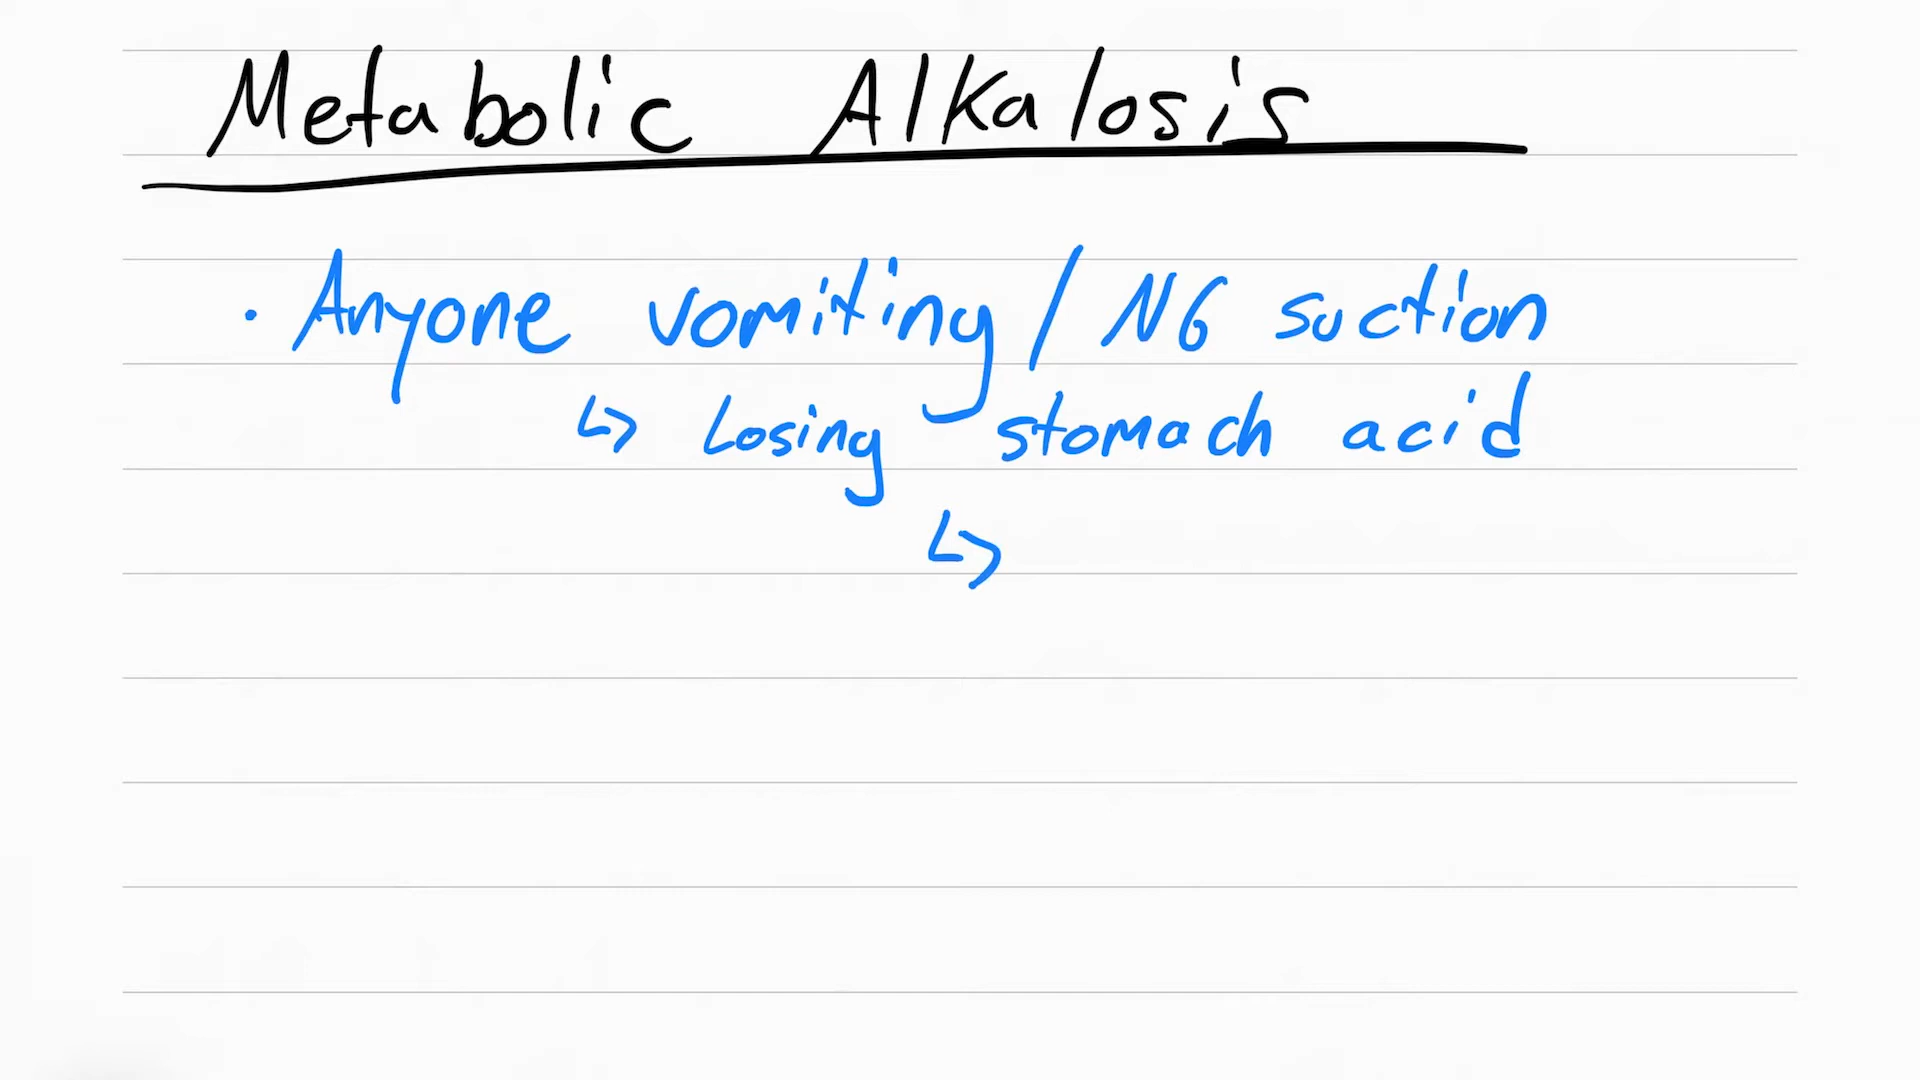 Metabolic Alkalosis
· Anyone vomiting / NG suction
↳ Losing stomach acid
↳